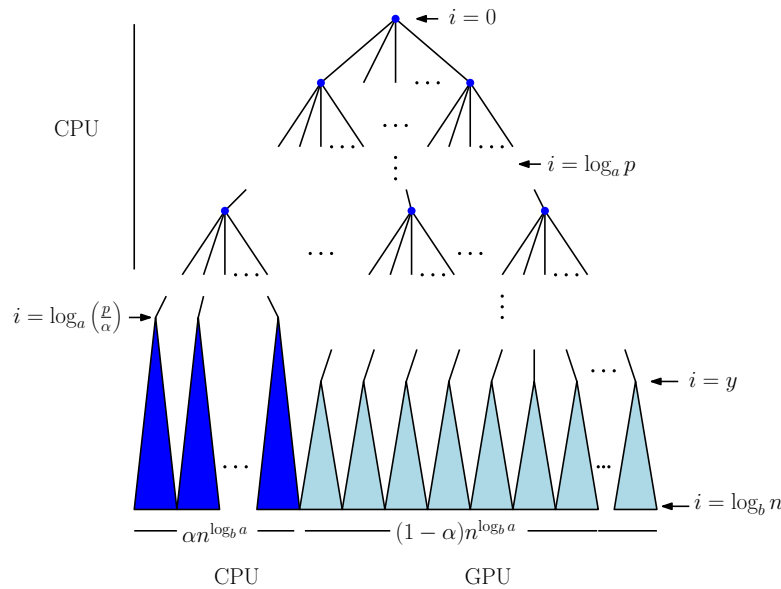 i = 0
. . .
CPU
. . .
. . .
. . .
i = log_a p
. . .
. . .
. . .
. . .
. . .
i = log_a (p/α)
. . .
i = y
. . .
...
i = log_b n
αn^{log_b a}
(1 − α)n^{log_b a}
CPU
GPU